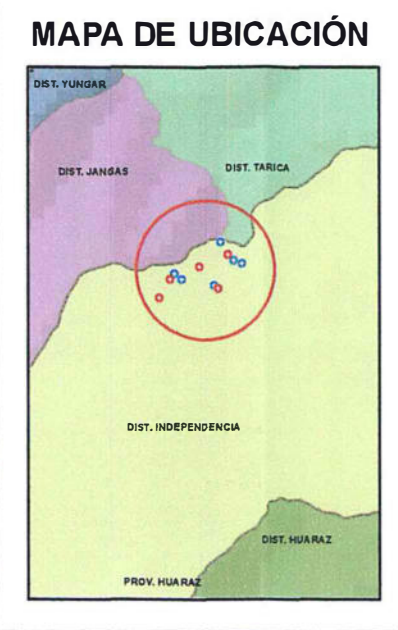 MAPA DE UBICACIÓN
DIST. YUNGAR
DIST. JANGAS
DIST. TARICA
DIST. INDEPENDENCIA
DIST. HUARAZ
PROV. HUARAZ